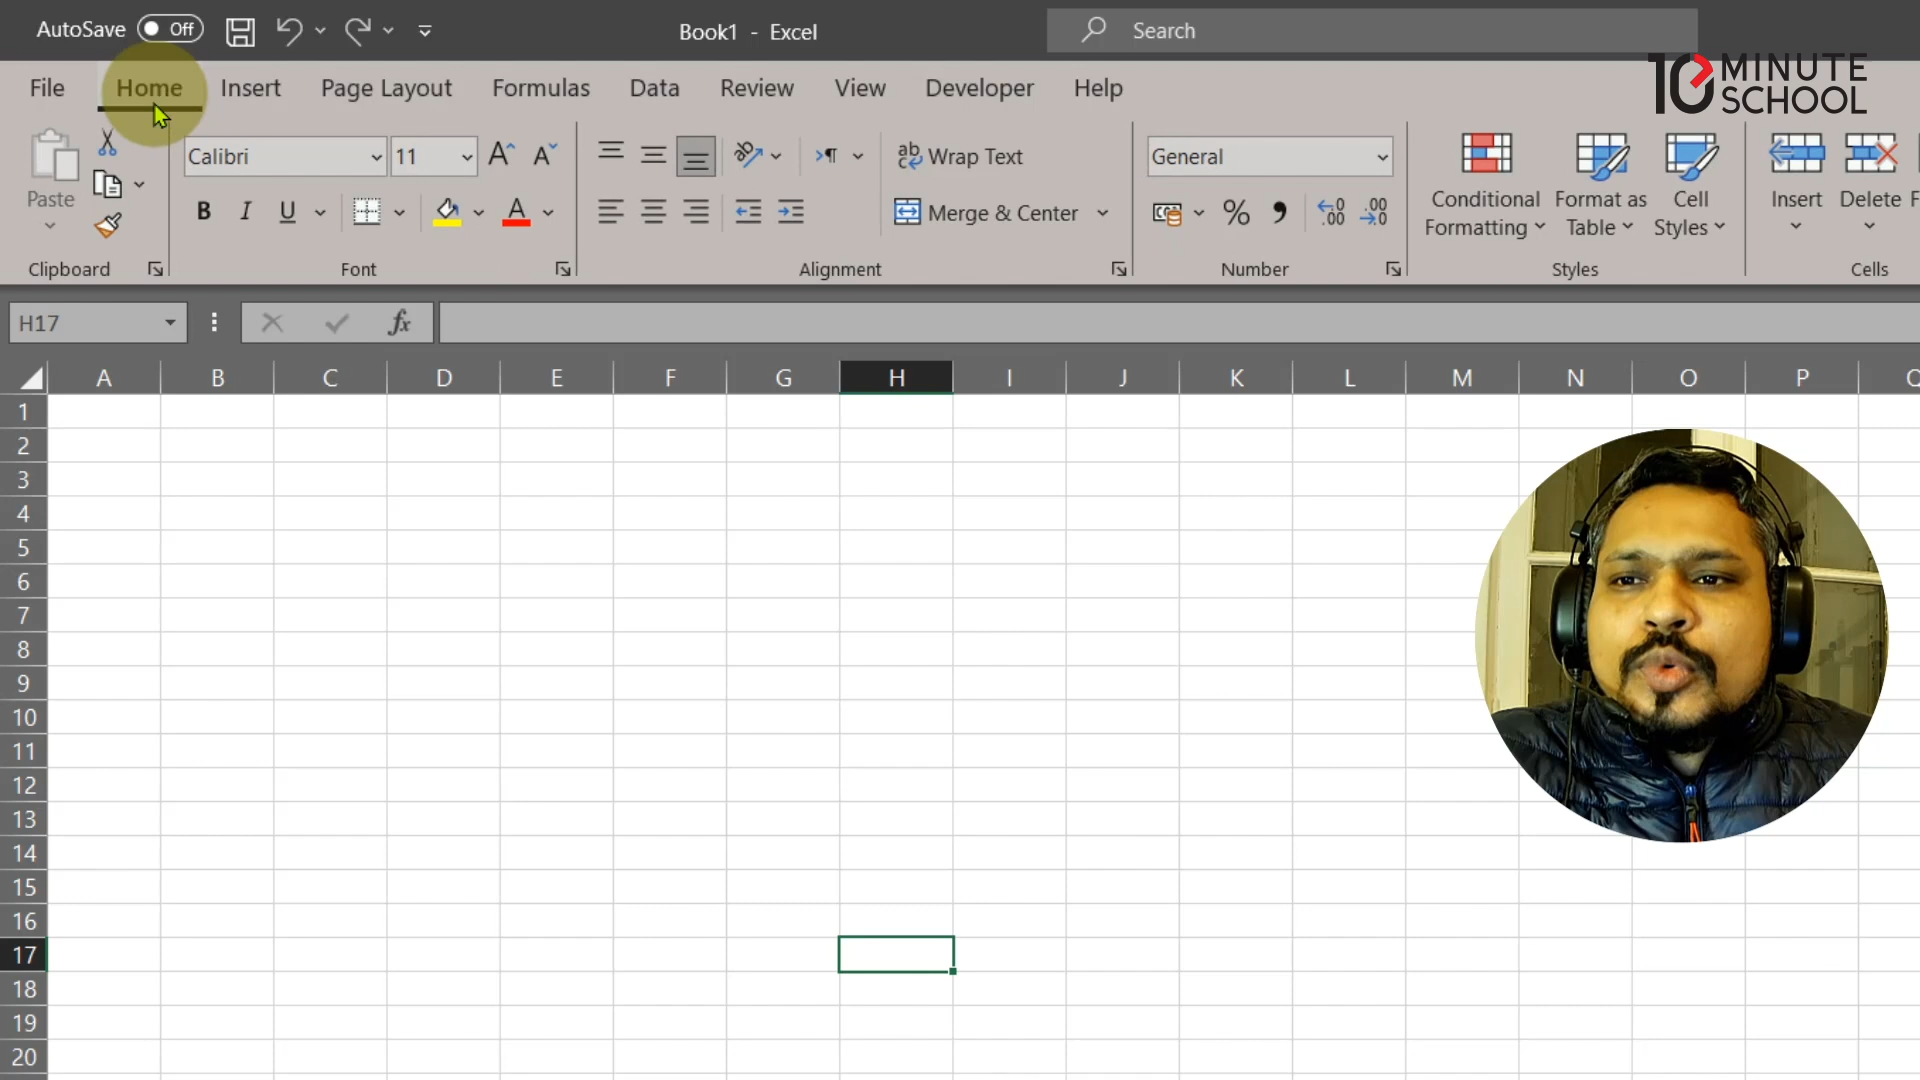 AutoSave Off Book1 - Excel Search
10 MINUTE SCHOOL
File Home Insert Page Layout Formulas Data Review View Developer Help
Paste
Calibri 11
B I U A
Wrap Text
Merge & Center
General
% 
Conditional Formatting
Format as Table
Cell Styles
Insert
Delete
Clipboard Font Alignment Number Styles Cells
H17 fx
A B C D E F G H I J K L M N O P
1
2
3
4
5
6
7
8
9
10
11
12
13
14
15
16
17
18
19
20